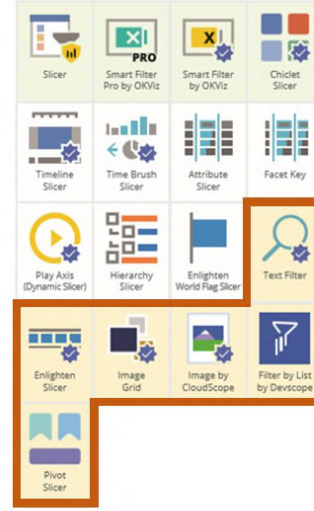 Slicer
PRO
Smart Filter
Pro by OKViz
Smart Filter
by OKViz
Chiclet
Slicer
Timeline
Slicer
Time Brush
Slicer
Attribute
Slicer
Facet Key
Play Axis
(Dynamic Slicer)
Hierarchy
Slicer
Enlighten
World Flag Slicer
Text Filter
Enlighten
Slicer
Image
Grid
Image by
CloudScope
Filter by List
by Devscope
Pivot
Slicer